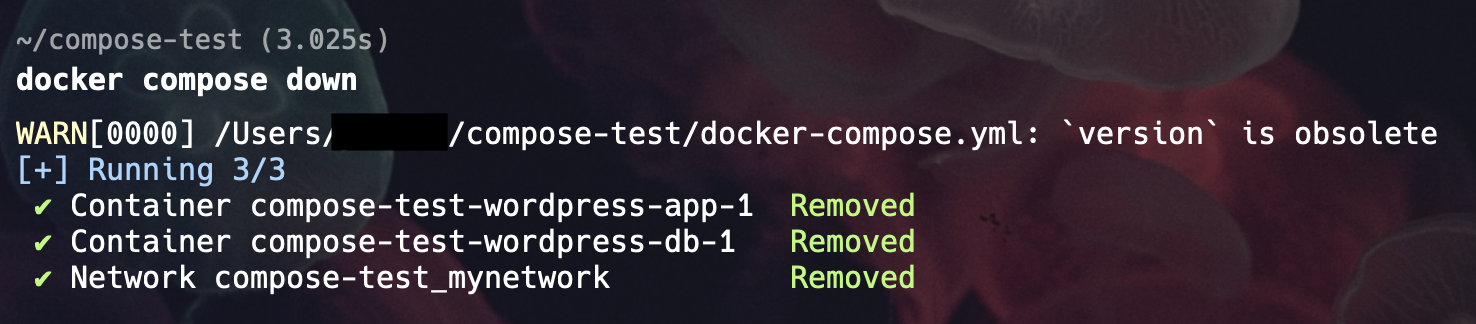 ~/compose-test (3.025s)
docker compose down
WARN[0000] /Users/ /compose-test/docker-compose.yml: `version` is obsolete
[+] Running 3/3
✔ Container compose-test-wordpress-app-1 Removed
✔ Container compose-test-wordpress-db-1 Removed
✔ Network compose-test_mynetwork Removed